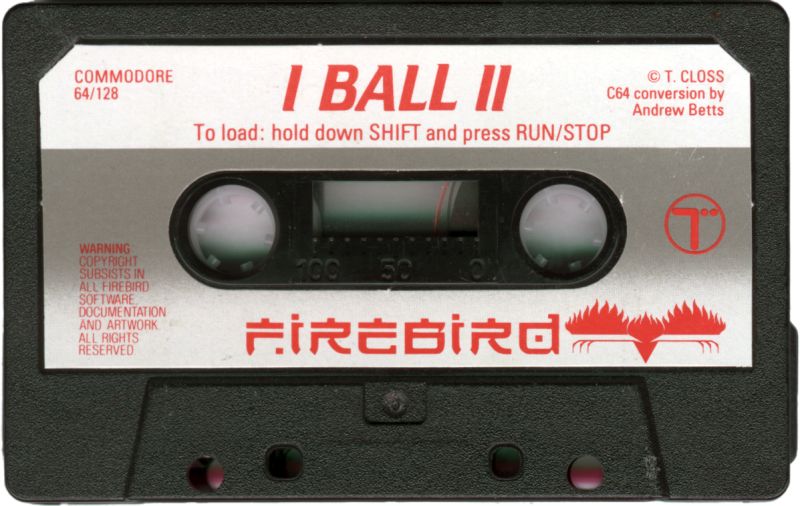 COMMODORE
64/128
I BALL II
© T. CLOSS
C64 conversion by
Andrew Betts
To load: hold down SHIFT and press RUN/STOP
100 50 0
WARNING
COPYRIGHT
SUBSISTS IN
ALL FIREBIRD
SOFTWARE,
DOCUMENTATION
AND ARTWORK
ALL RIGHTS
RESERVED
FIREBIRD